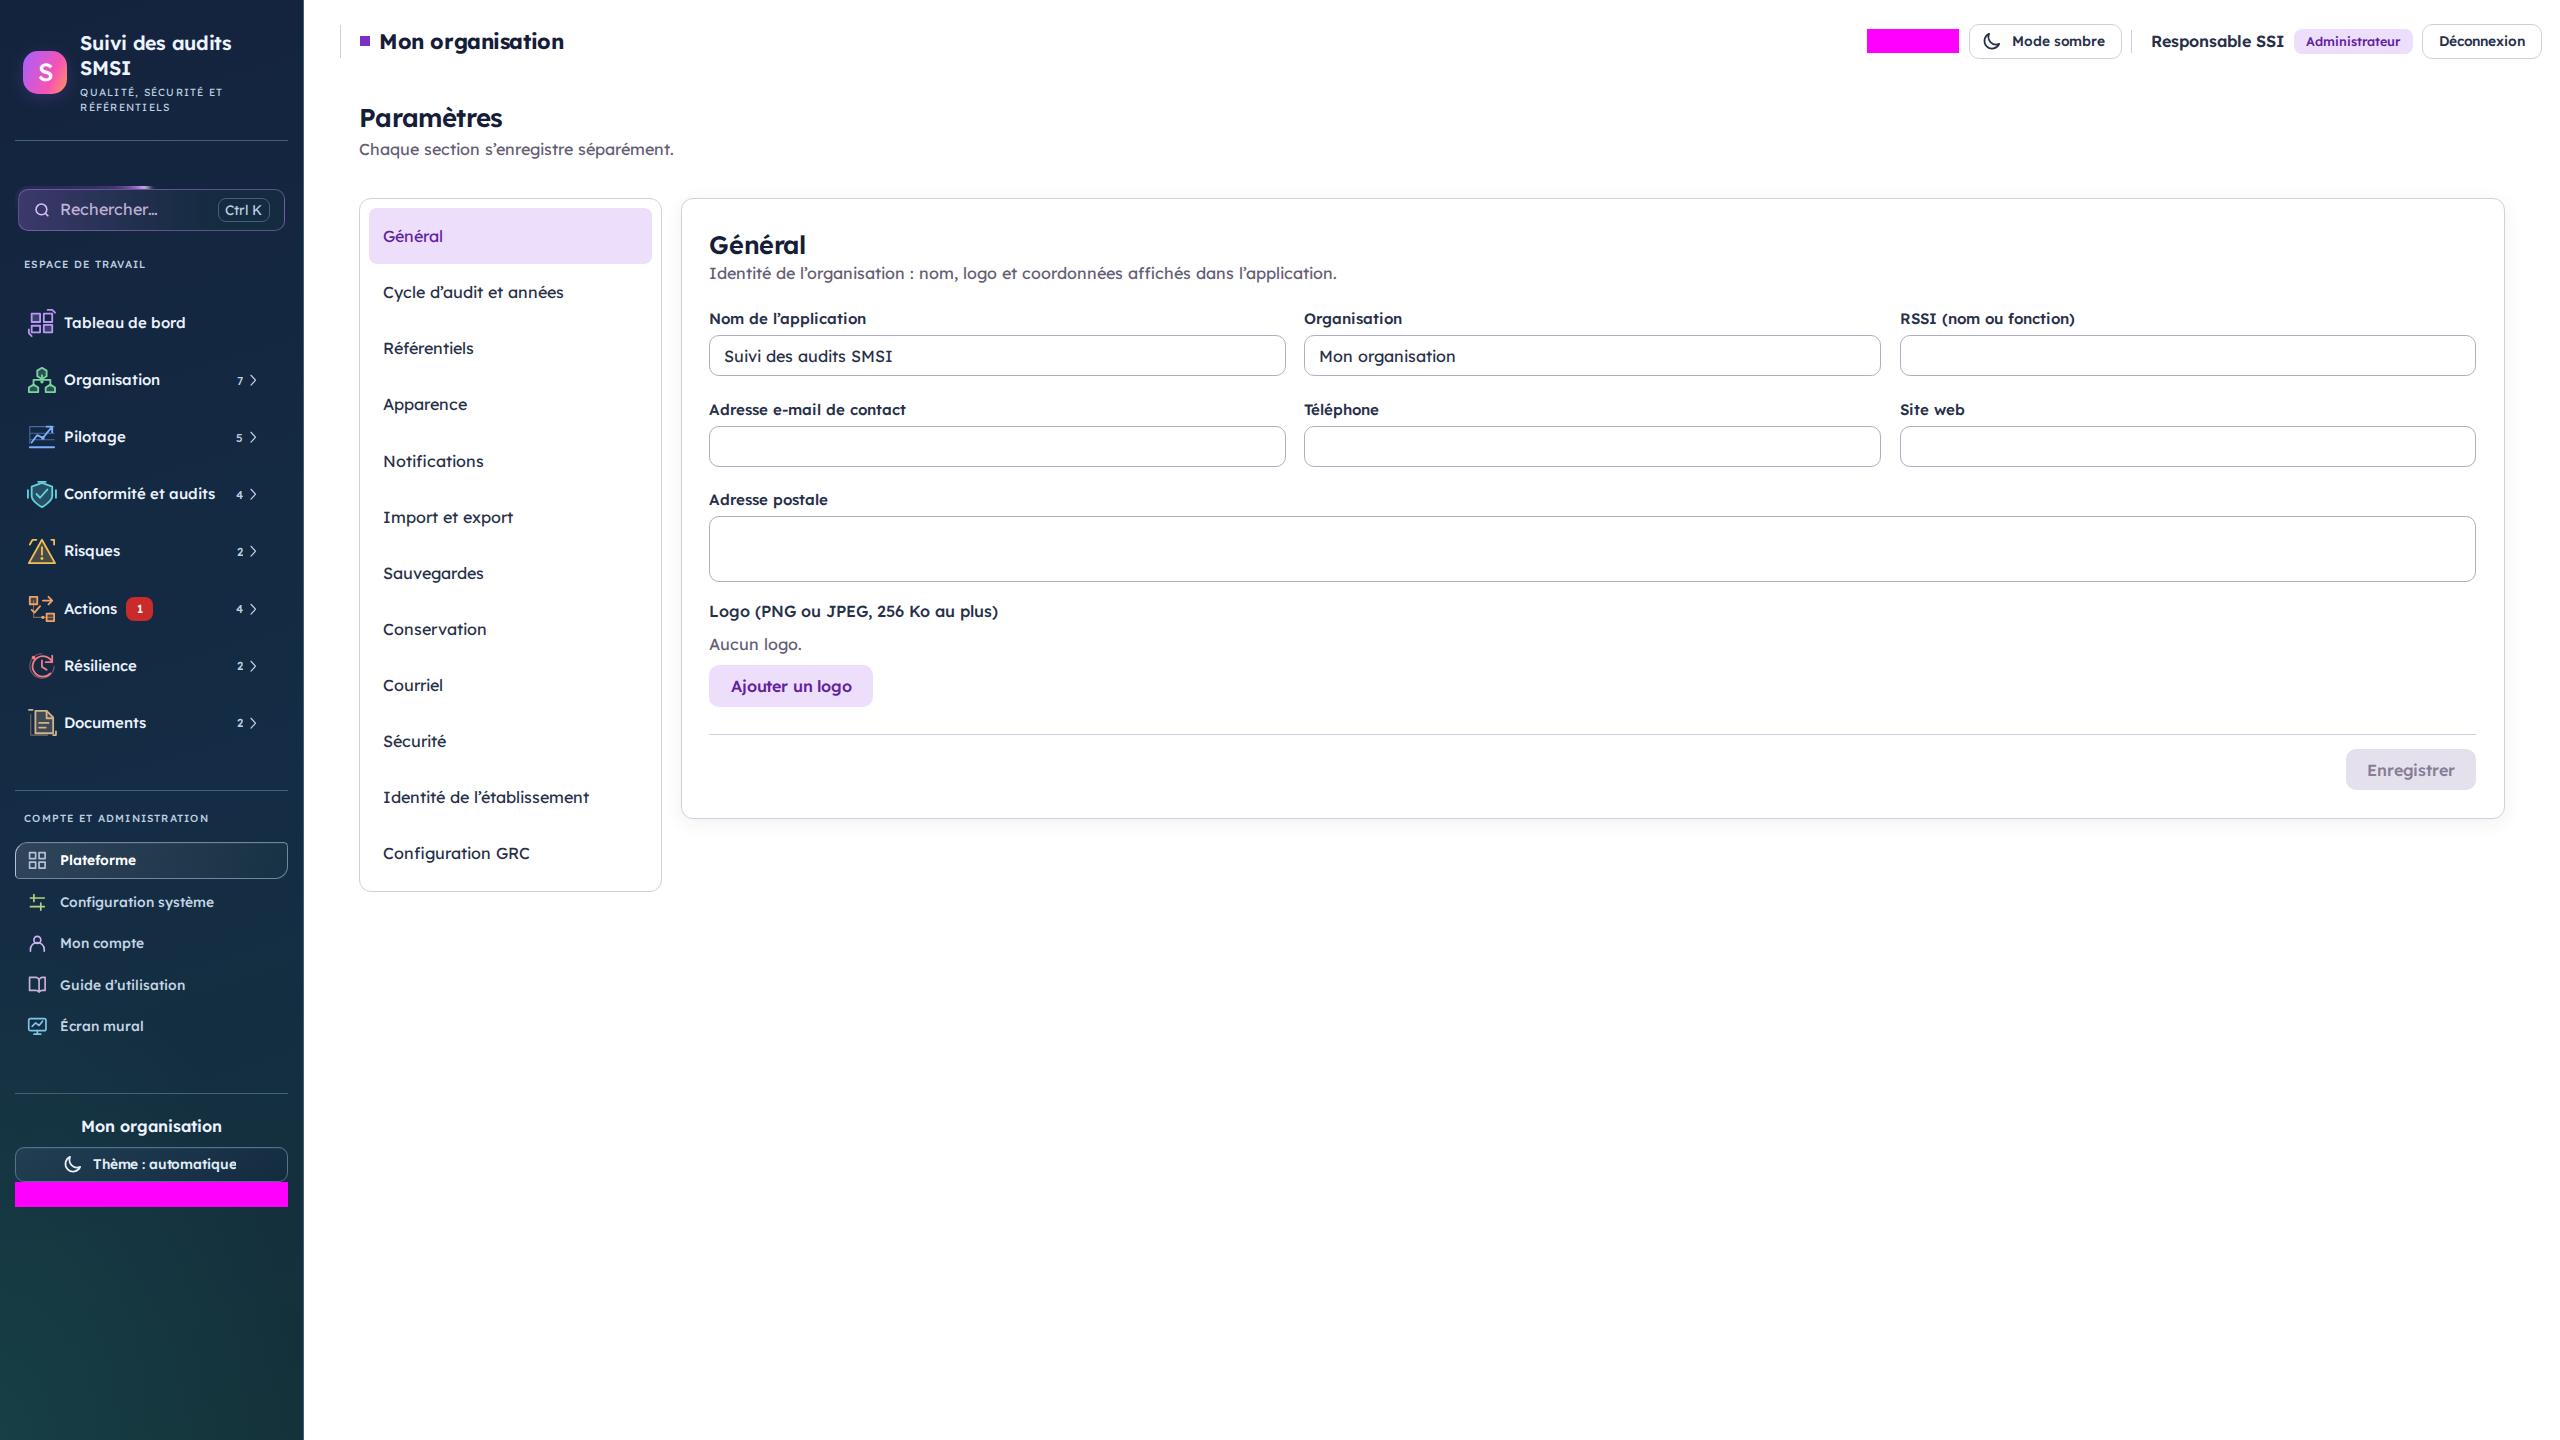 S
Suivi des audits
SMSI
QUALITÉ, SÉCURITÉ ET
RÉFÉRENTIELS
Rechercher...
Ctrl K
ESPACE DE TRAVAIL
Tableau de bord
Organisation 7
Pilotage 5
Conformité et audits 4
Risques 2
Actions 1 4
Résilience 2
Documents 2
COMPTE ET ADMINISTRATION
Plateforme
Configuration système
Mon compte
Guide d’utilisation
Écran mural
Mon organisation
Thème : automatique
Mon organisation
Mode sombre
Responsable SSI
Administrateur
Déconnexion
Paramètres
Chaque section s’enregistre séparément.
Général
Cycle d’audit et années
Référentiels
Apparence
Notifications
Import et export
Sauvegardes
Conservation
Courriel
Sécurité
Identité de l’établissement
Configuration GRC
Général
Identité de l’organisation : nom, logo et coordonnées affichés dans l’application.
Nom de l’application
Suivi des audits SMSI
Organisation
Mon organisation
RSSI (nom ou fonction)
Adresse e-mail de contact
Téléphone
Site web
Adresse postale
Logo (PNG ou JPEG, 256 Ko au plus)
Aucun logo.
Ajouter un logo
Enregistrer